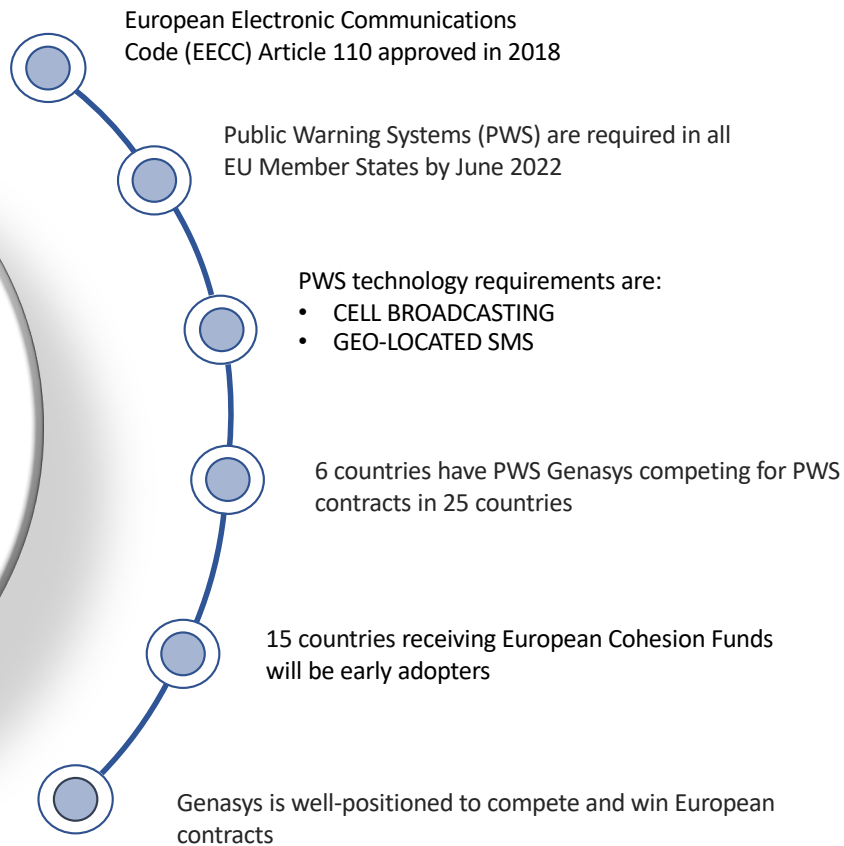 European Electronic Communications
Code (EECC) Article 110 approved in 2018
Public Warning Systems (PWS) are required in all
EU Member States by June 2022
PWS technology requirements are:
• CELL BROADCASTING
• GEO-LOCATED SMS
6 countries have PWS Genasys competing for PWS
contracts in 25 countries
15 countries receiving European Cohesion Funds
will be early adopters
Genasys is well-positioned to compete and win European
contracts